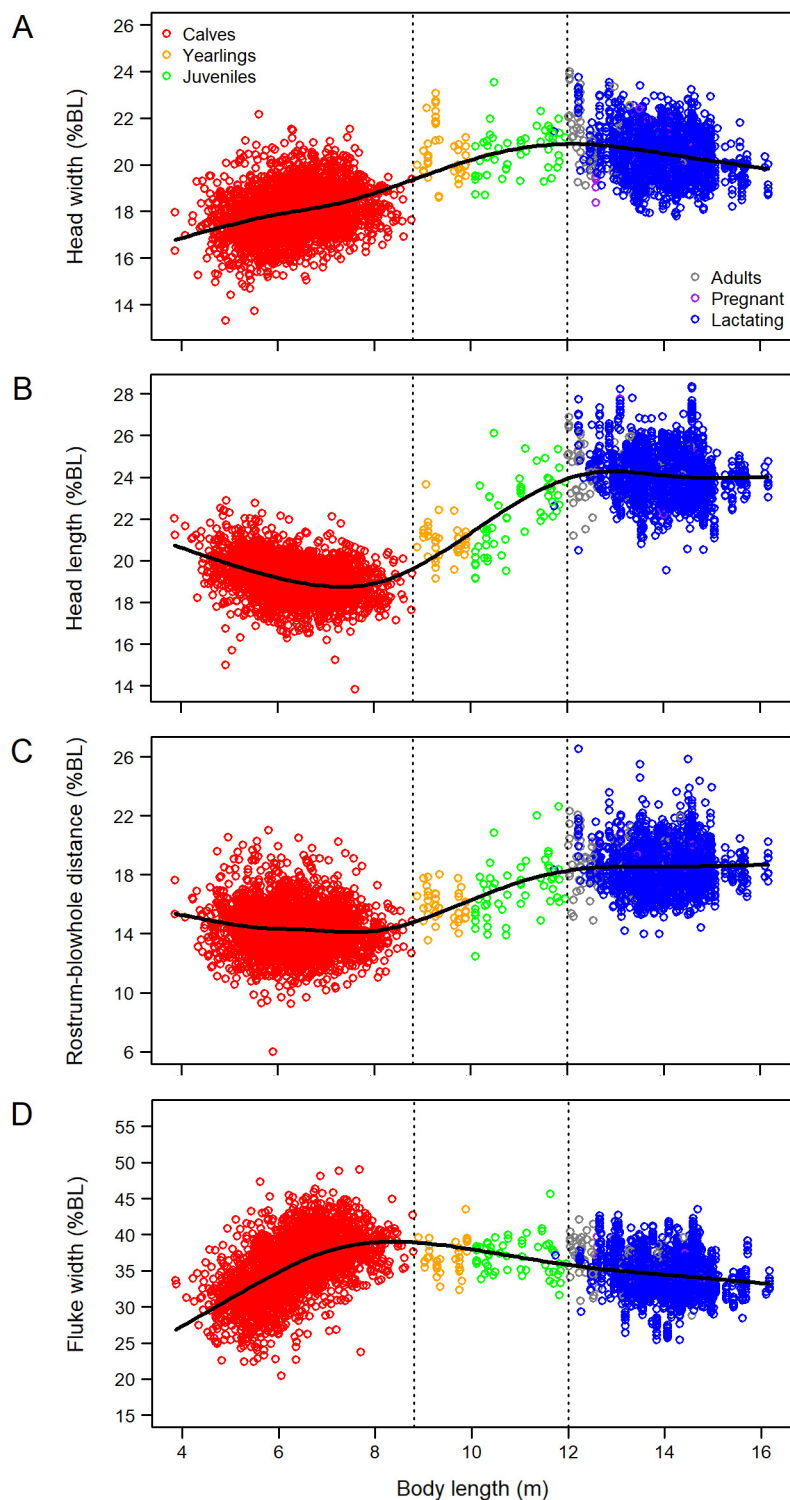 A
Head width (%BL)
26
24
22
20
18
16
14
Calves
Yearlings
Juveniles
Adults
Pregnant
Lactating
B
Head length (%BL)
28
26
24
22
20
18
16
14
C
Rostrum-blowhole distance (%BL)
26
22
18
14
10
6
D
Fluke width (%BL)
55
50
45
40
35
30
25
20
15
4 6 8 10 12 14 16
Body length (m)